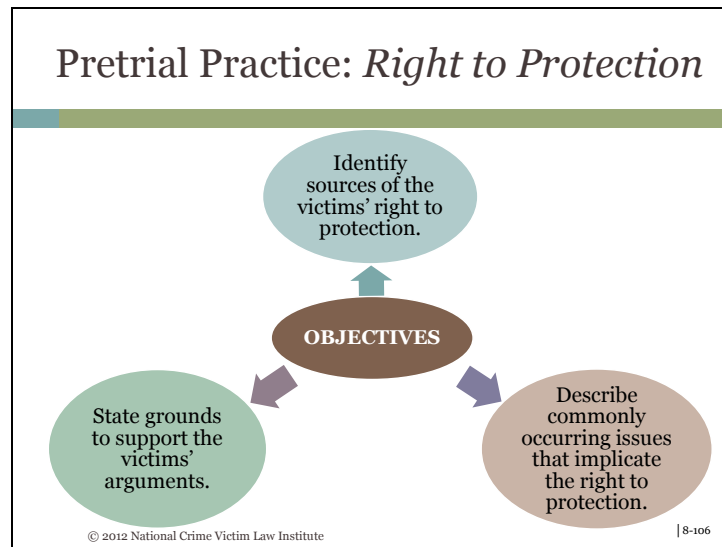 Pretrial Practice: Right to Protection
Identify
sources of the
victims’ right to
protection.
OBJECTIVES
State grounds
to support the
victims’
arguments.
Describe
commonly
occurring issues
that implicate
the right to
protection.
© 2012 National Crime Victim Law Institute
|8-106